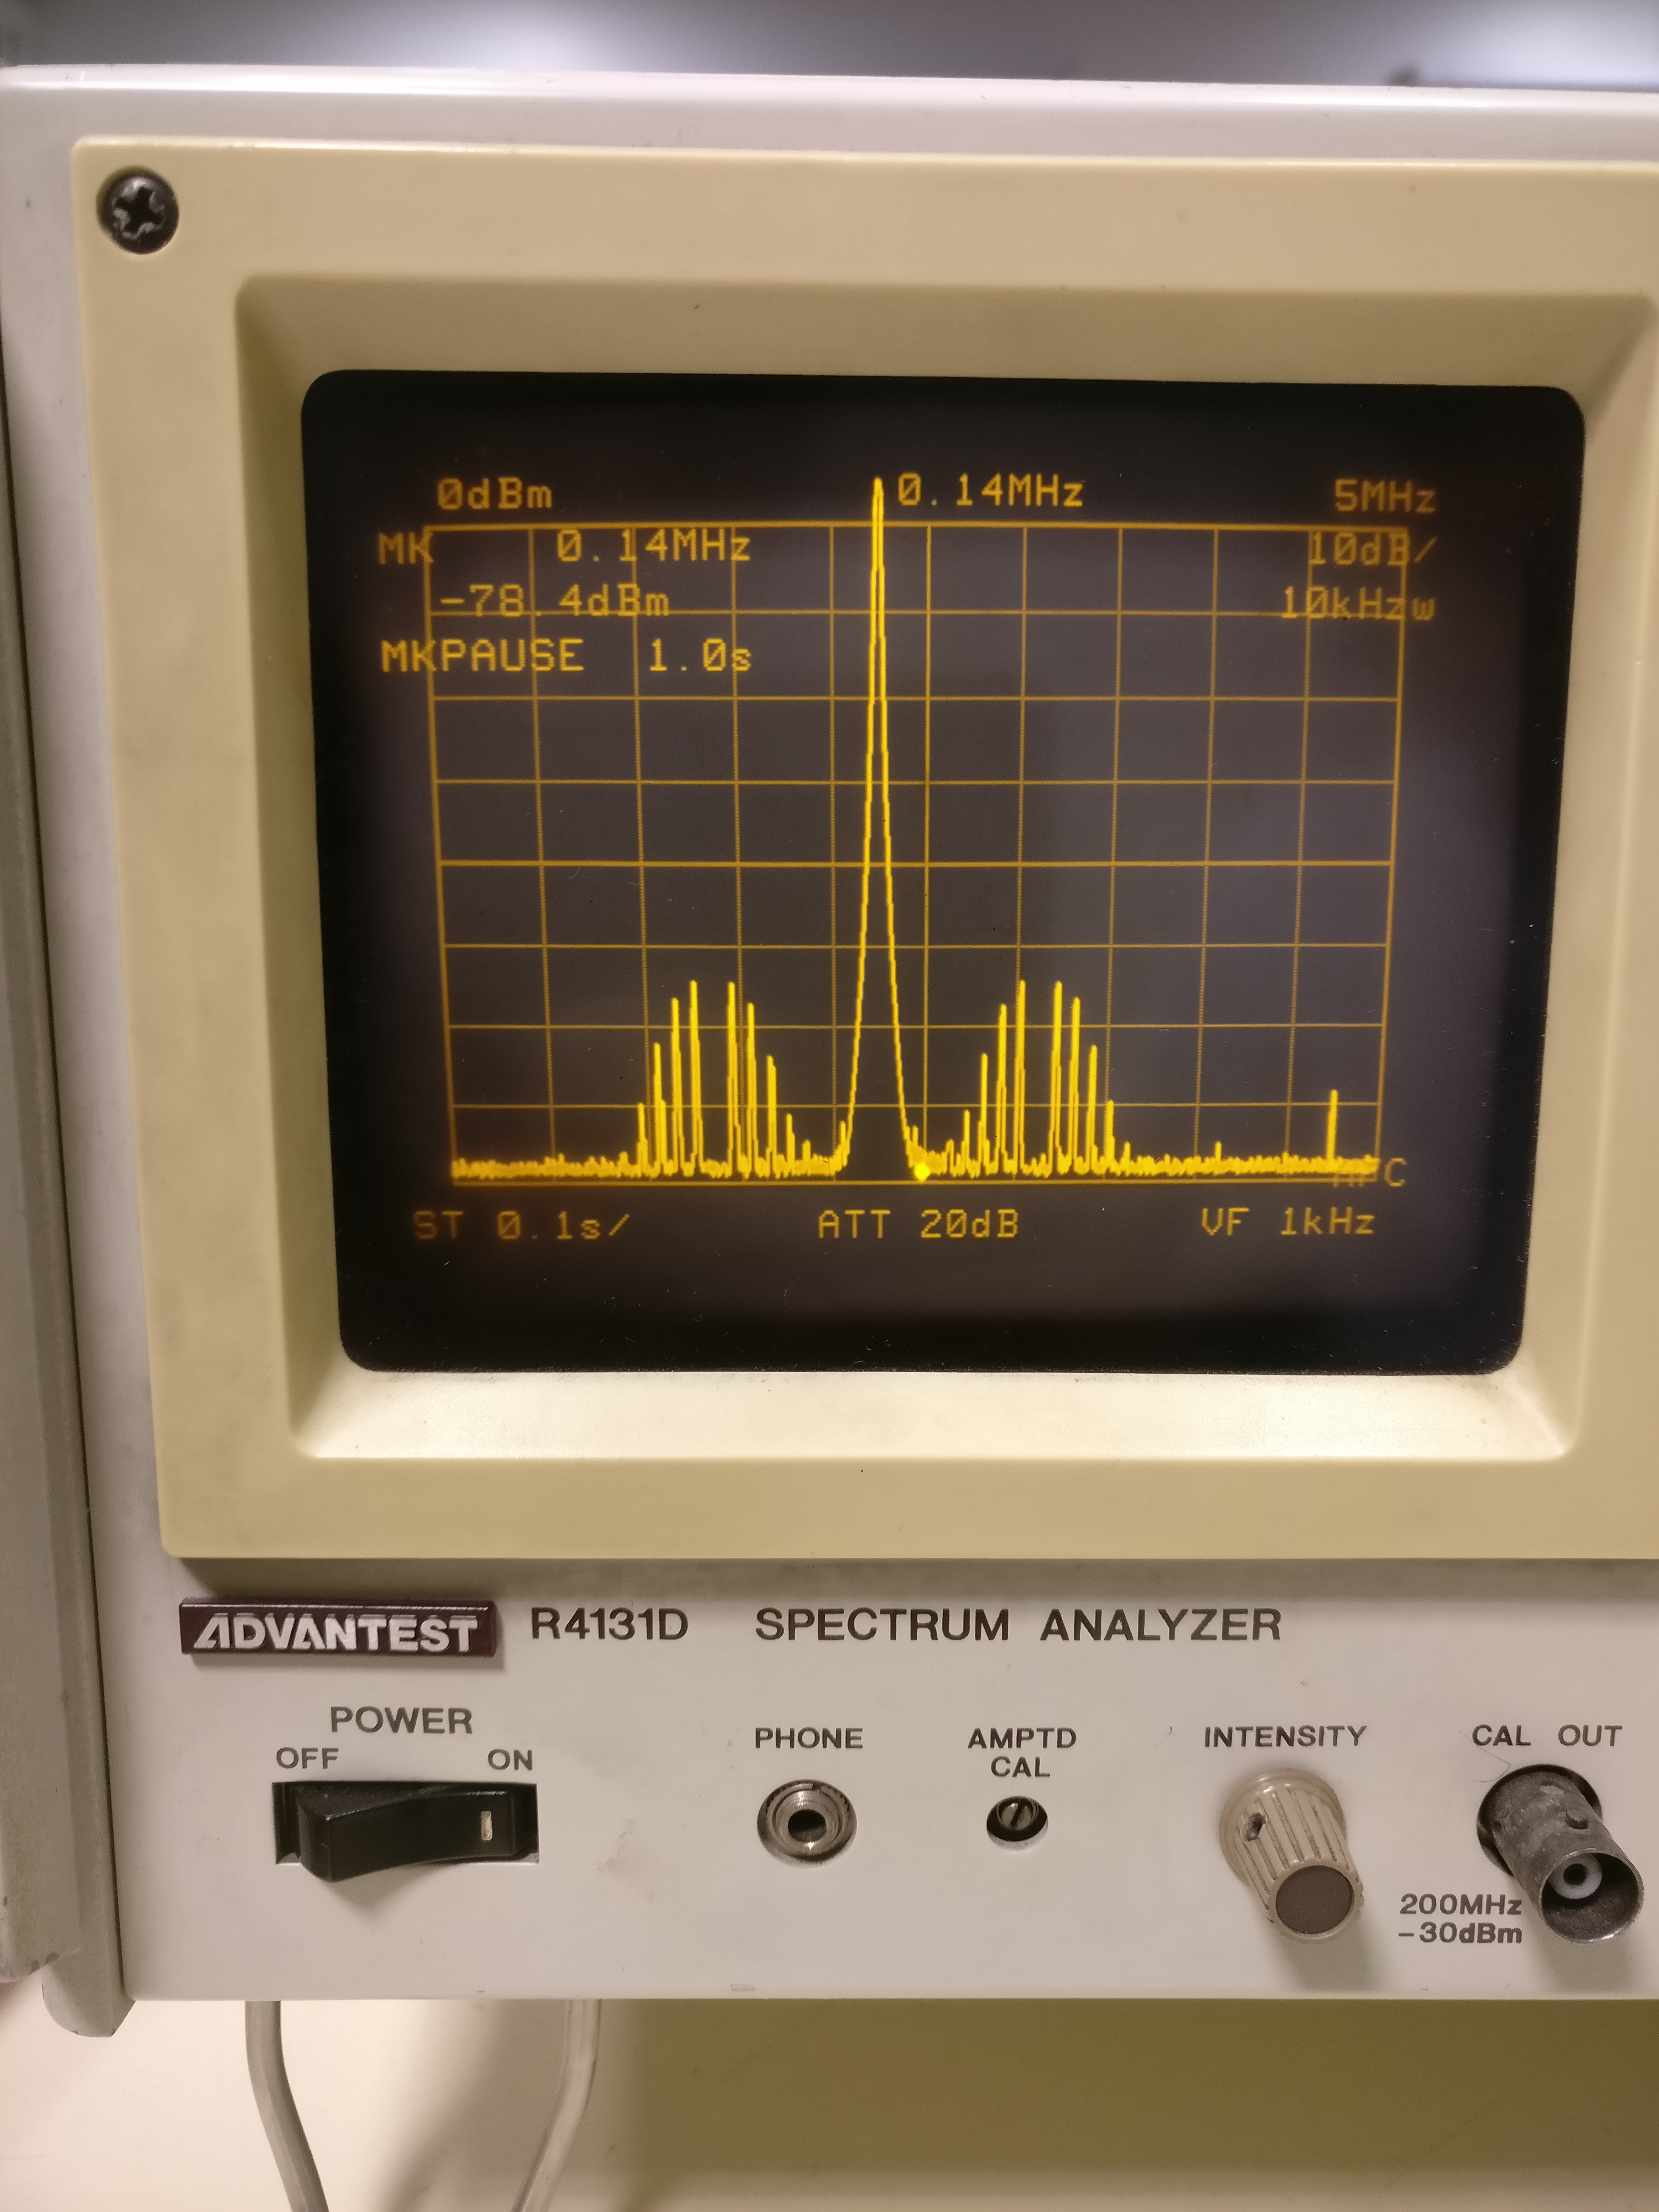 0dBm 0.14MHz 5MHz
MK 0.14MHz 10dB/
-78.4dBm 10kHzw
MKPAUSE 1.0s
ST 0.1s/ ATT 20dB VF 1kHz
ADVANTEST R4131D SPECTRUM ANALYZER
POWER
OFF ON
PHONE
AMPTD
CAL
INTENSITY
CAL OUT
200MHz
-30dBm